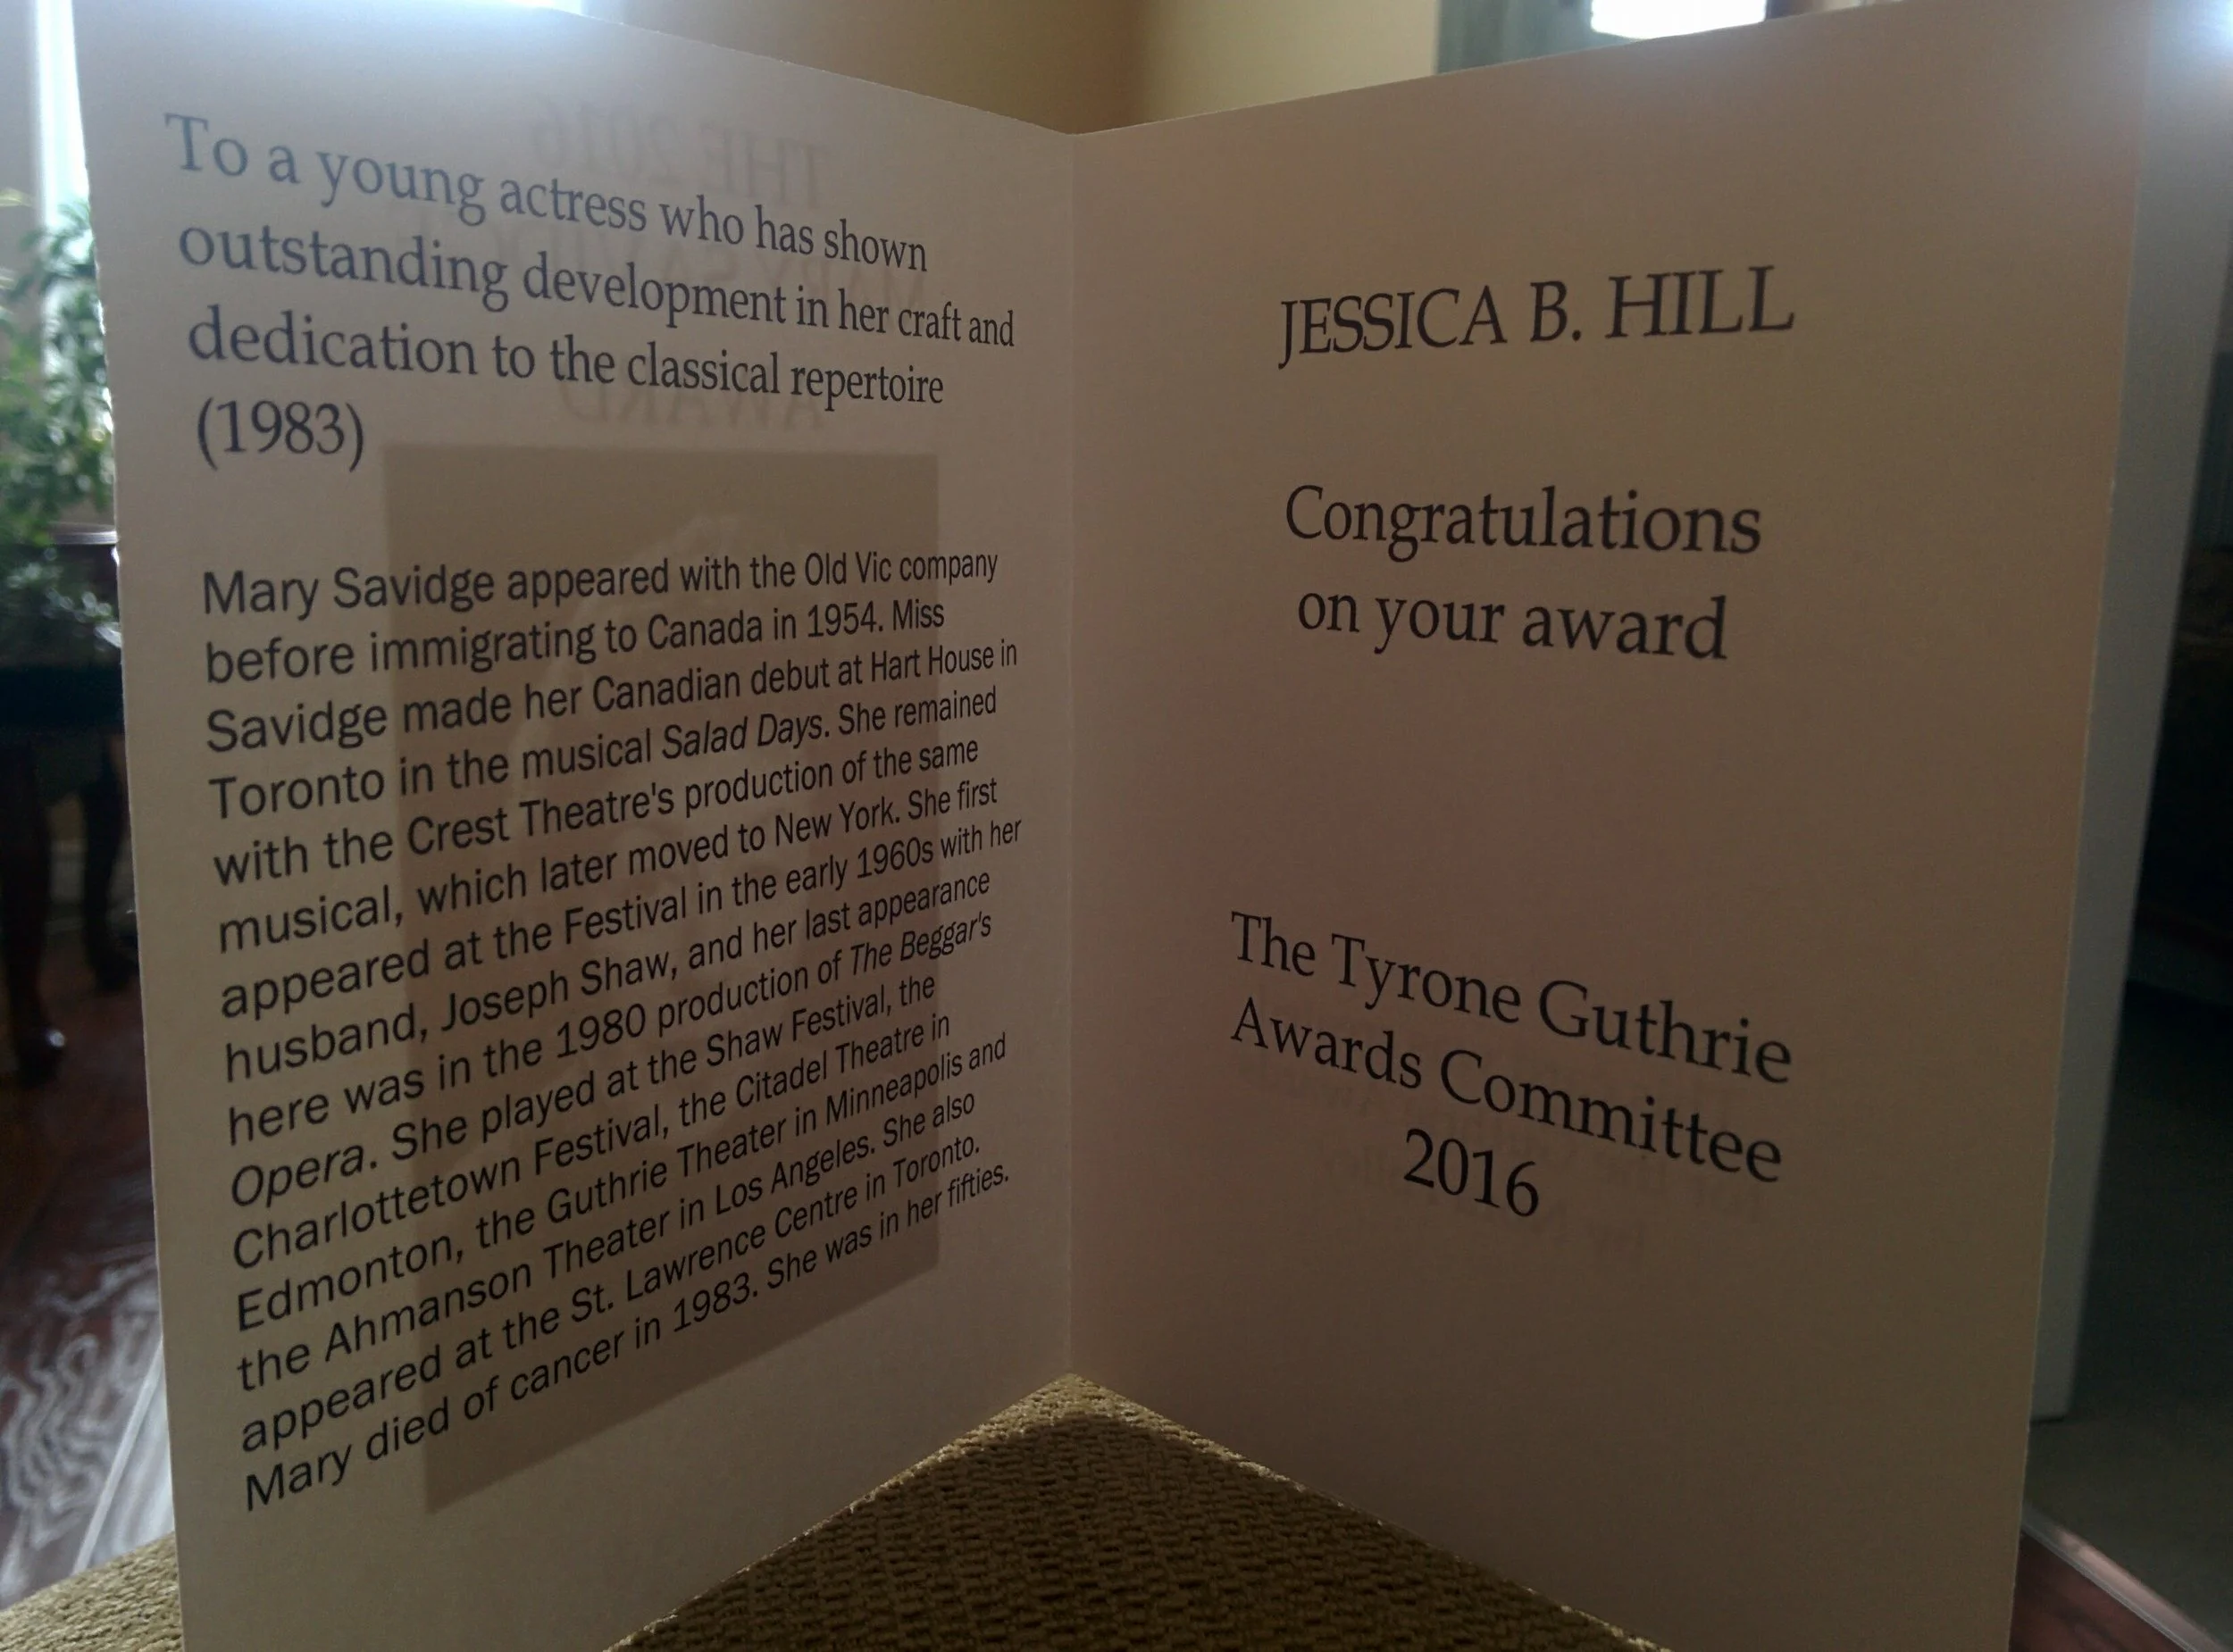 To a young actress who has shown
outstanding development in her craft and
dedication to the classical repertoire
(1983)
Mary Savidge appeared with the Old Vic company
before immigrating to Canada in 1954. Miss
Savidge made her Canadian debut at Hart House in
Toronto in the musical Salad Days. She remained
with the Crest Theatre's production of the same
musical, which later moved to New York. She first
appeared at the Festival in the early 1960s with her
husband, Joseph Shaw, and her last appearance
here was in the 1980 production of The Beggar's
Opera. She played at the Shaw Festival, the
Charlottetown Festival, the Citadel Theatre in
Edmonton, the Guthrie Theater in Minneapolis and
the Ahmanson Theater in Los Angeles. She also
appeared at the St. Lawrence Centre in Toronto.
Mary died of cancer in 1983. She was in her fifties.
JESSICA B. HILL
Congratulations
on your award
The Tyrone Guthrie
Awards Committee
2016